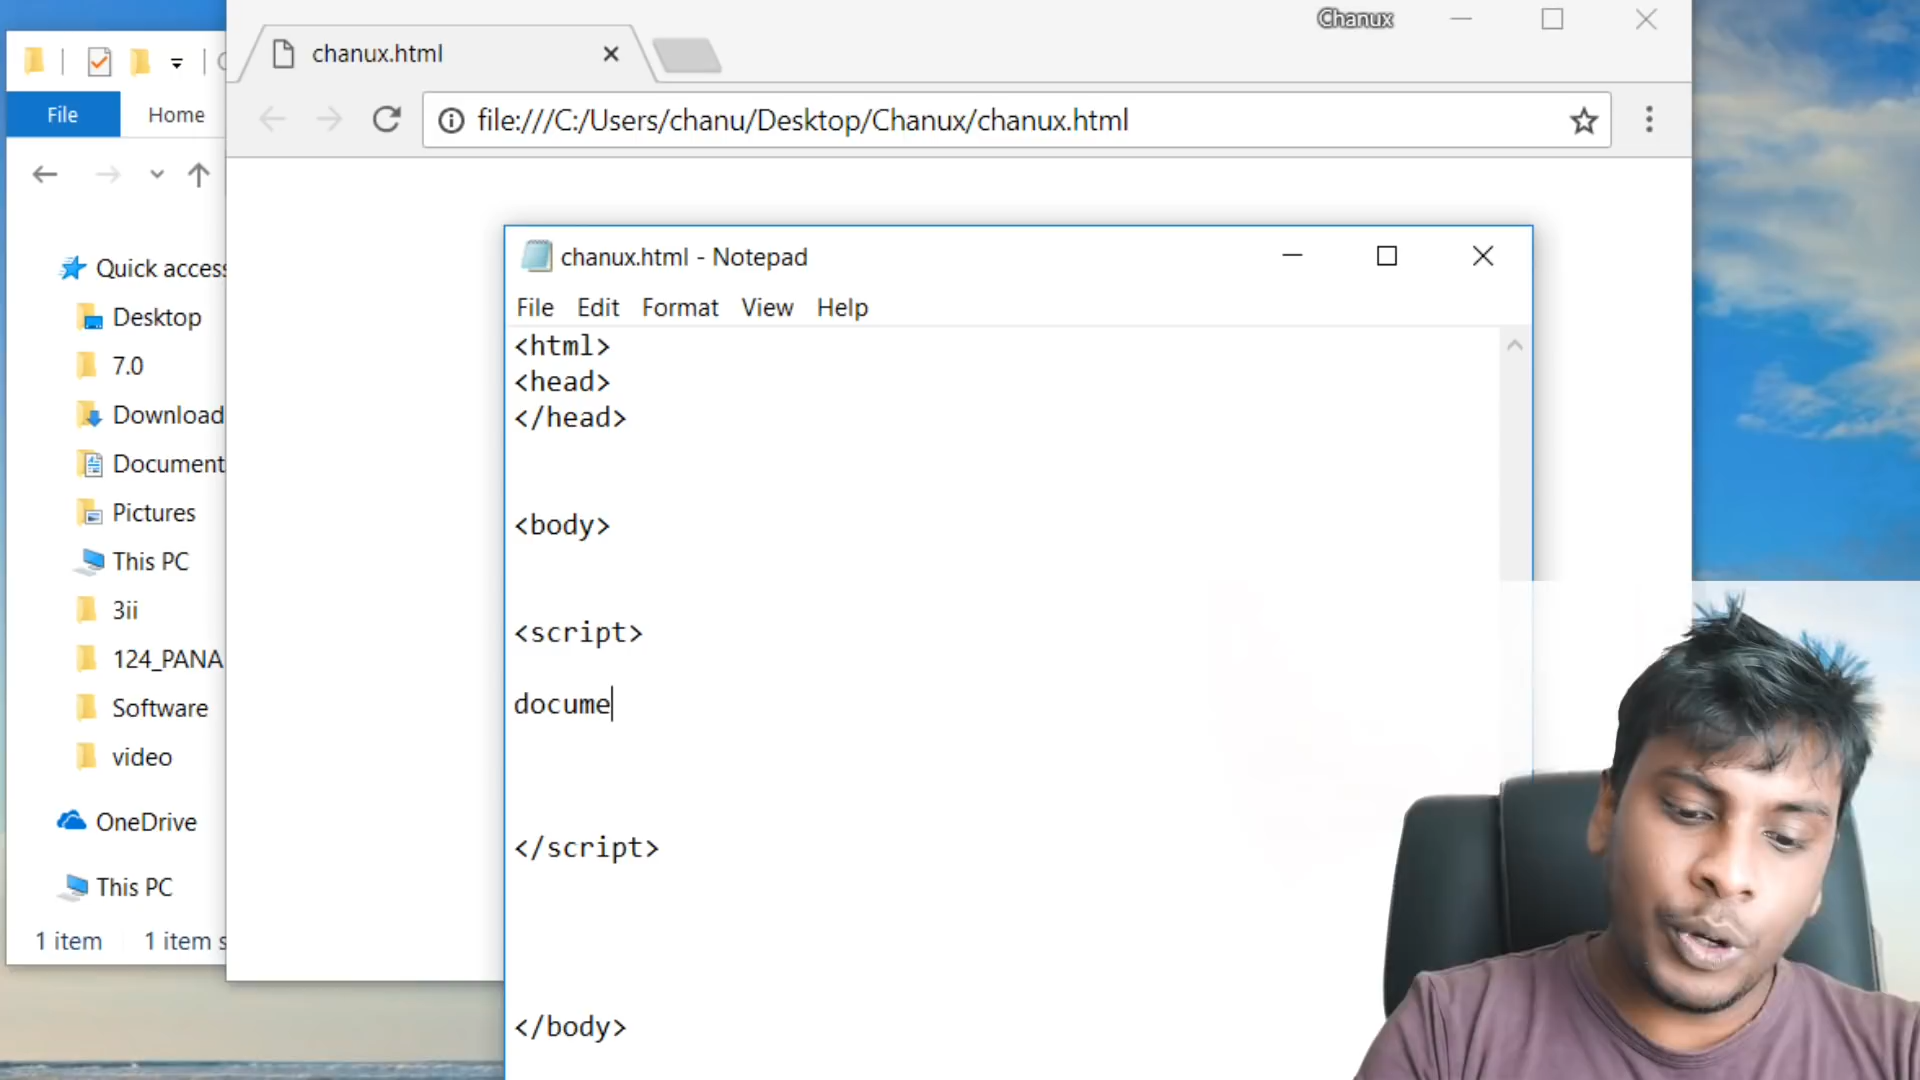 Chanux
chanux.html
File Home
file:///C:/Users/chanu/Desktop/Chanux/chanux.html
Quick access
Desktop
7.0
Download
Document
Pictures
This PC
3ii
124_PANA
Software
video
OneDrive
This PC
1 item 1 item s
chanux.html - Notepad
File Edit Format View Help
<html>
<head>
</head>
<body>
<script>
docume
</script>
</body>